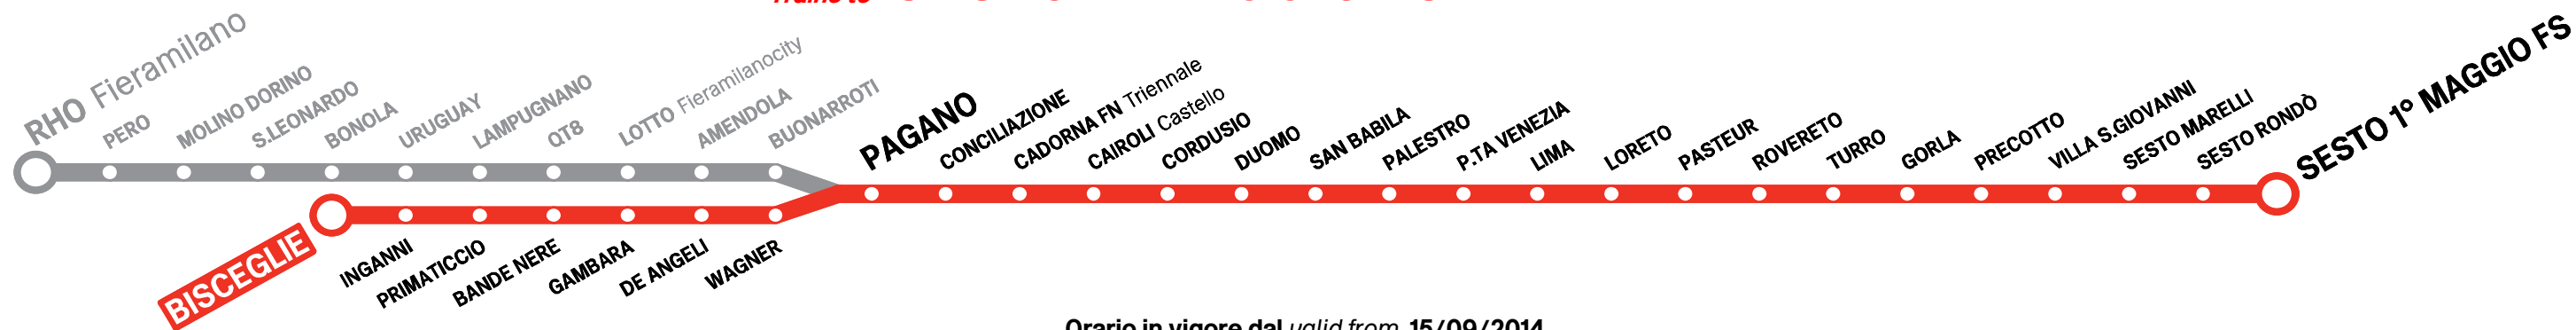 Trains to
RHO Fieramilano
PERO
MOLINO DORINO
S.LEONARDO
BONOLA
URUGUAY
LAMPUGNANO
QT8
LOTTO Fieramilanocity
AMENDOLA
BUONARROTI
PAGANO
CONCILIAZIONE
CADORNA FN Triennale
CAIROLI Castello
CORDUSIO
DUOMO
SAN BABILA
PALESTRO
P.TA VENEZIA
LIMA
LORETO
PASTEUR
ROVERETO
TURRO
GORLA
PRECOTTO
VILLA S.GIOVANNI
SESTO MARELLI
SESTO RONDÒ
SESTO 1° MAGGIO FS
BISCEGLIE
INGANNI
PRIMATICCIO
BANDE NERE
GAMBARA
DE ANGELI
WAGNER
Orario in vigore dal valid from 15/09/2014